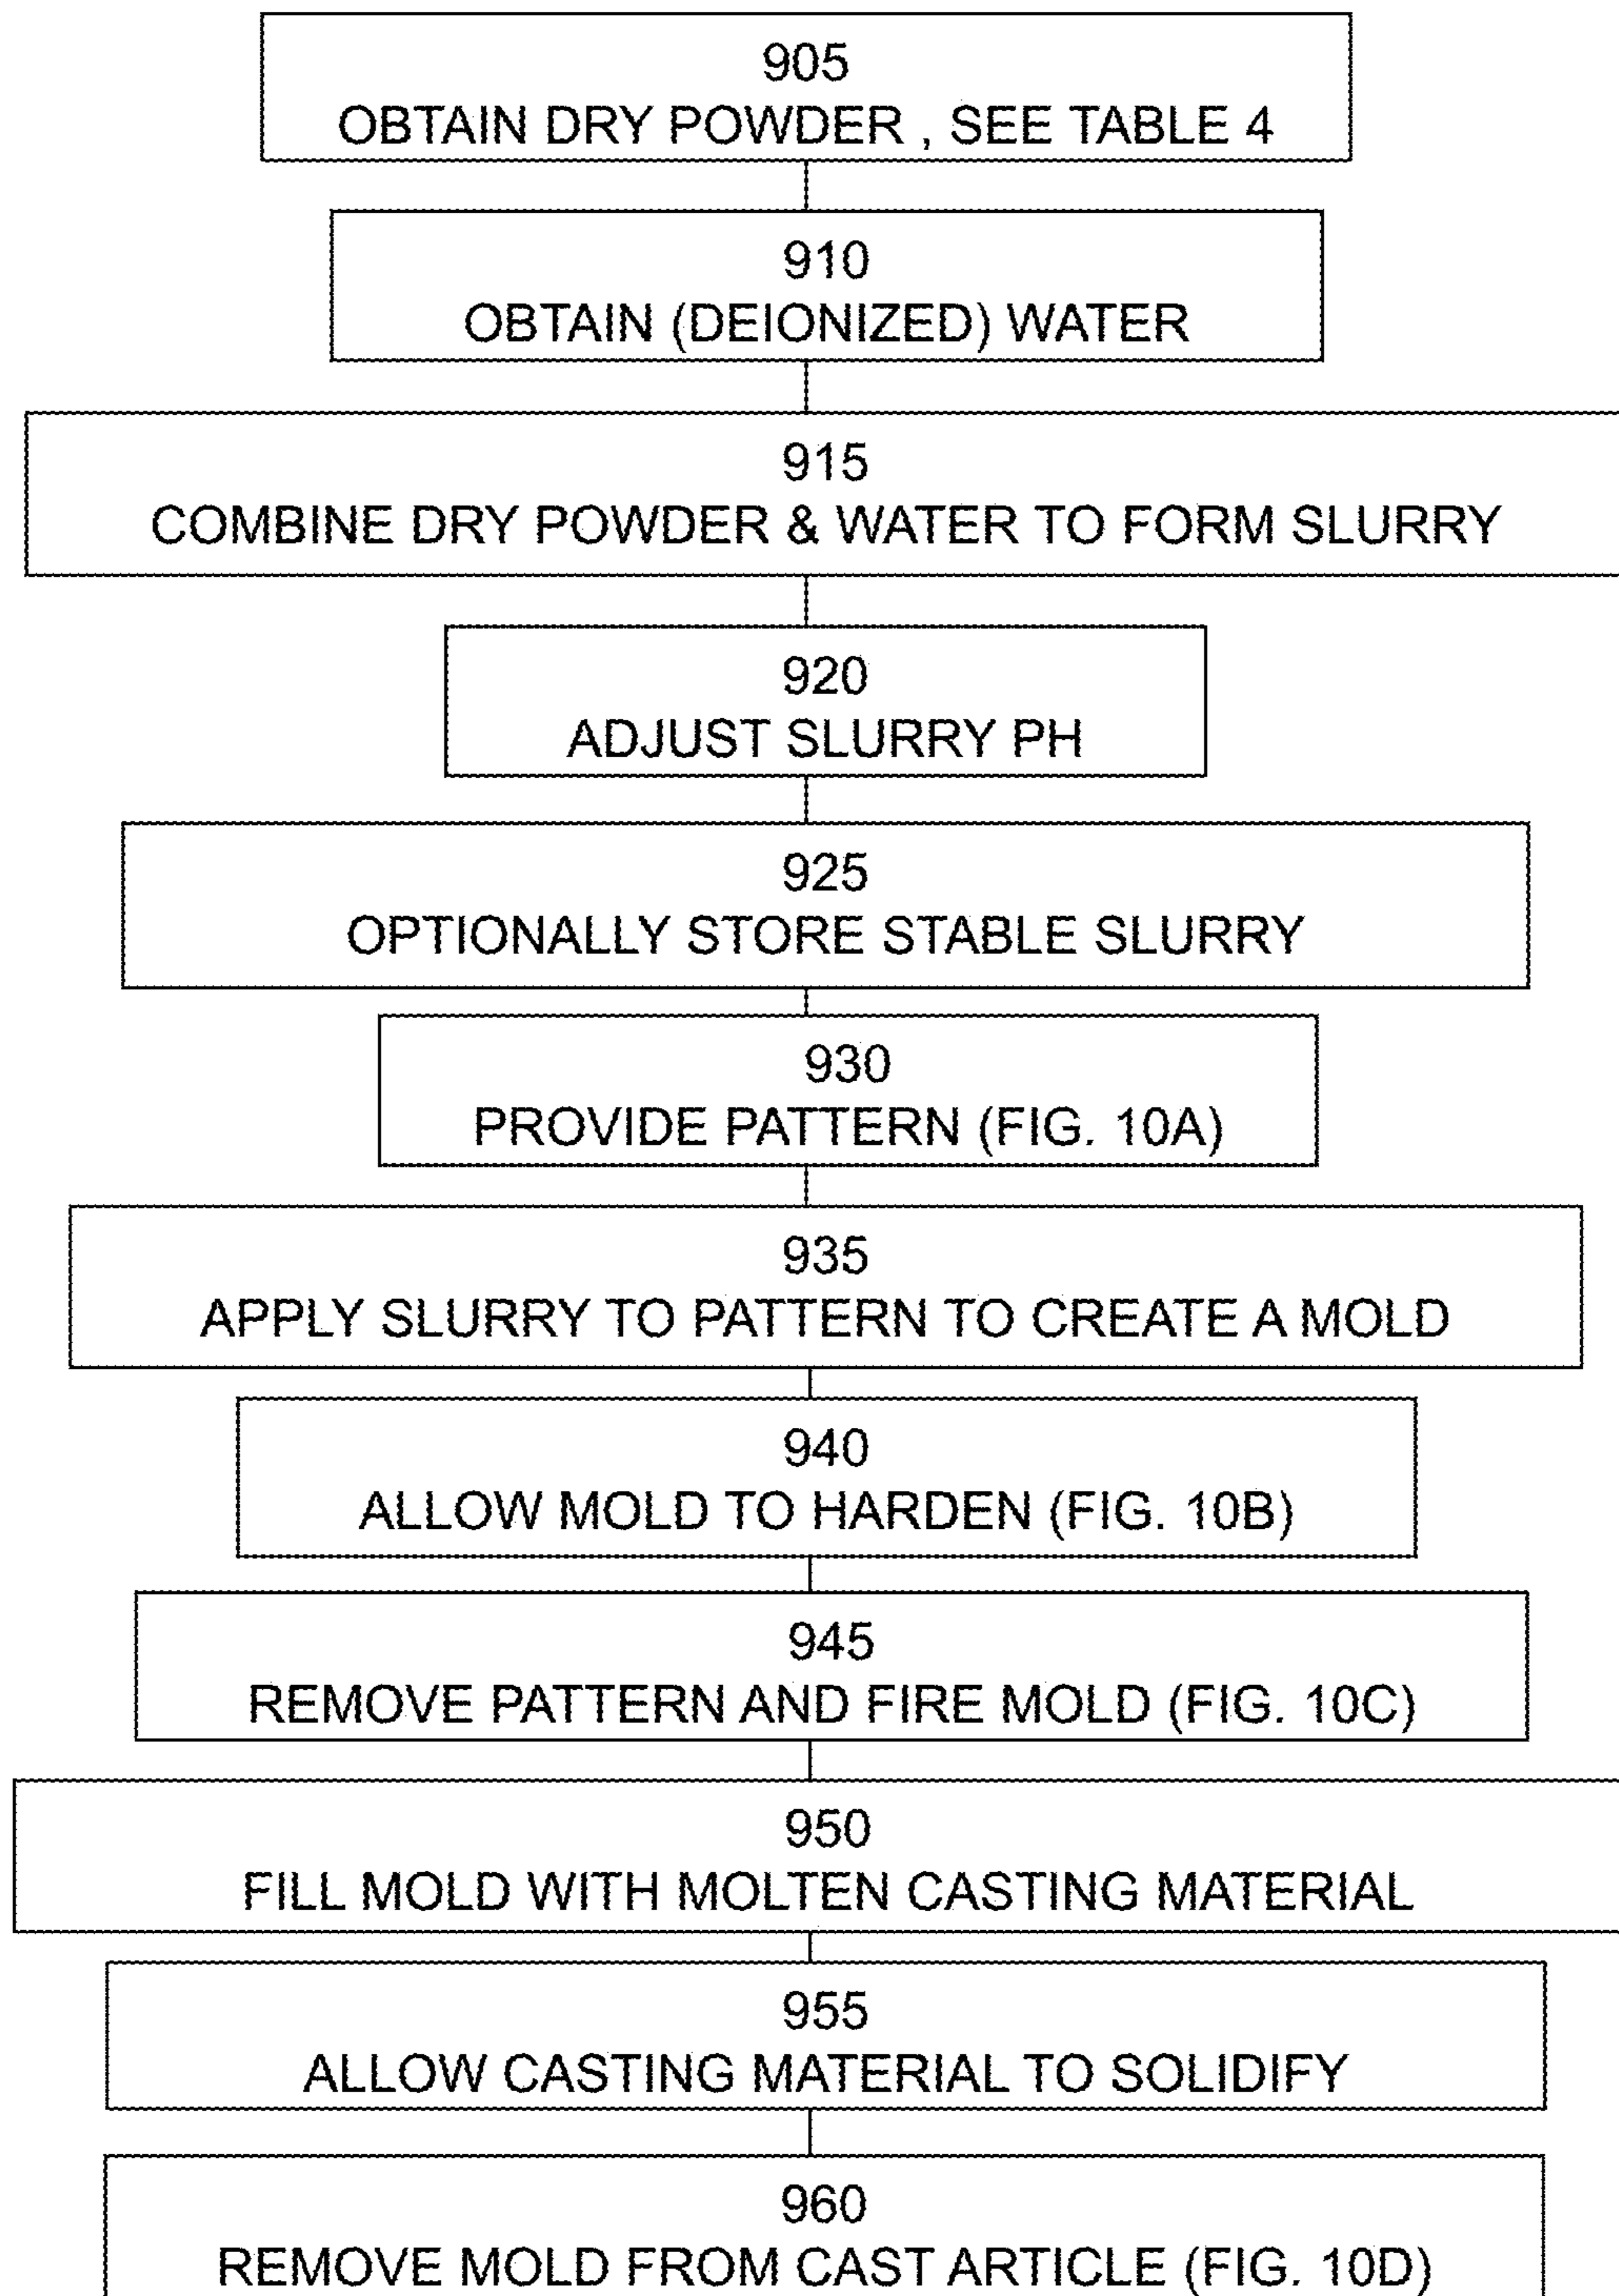 905
OBTAIN DRY POWDER , SEE TABLE 4
910
OBTAIN (DEIONIZED) WATER
915
COMBINE DRY POWDER & WATER TO FORM SLURRY
920
ADJUST SLURRY PH
925
OPTIONALLY STORE STABLE SLURRY
930
PROVIDE PATTERN (FIG. 10A)
935
APPLY SLURRY TO PATTERN TO CREATE A MOLD
940
ALLOW MOLD TO HARDEN (FIG. 10B)
945
REMOVE PATTERN AND FIRE MOLD (FIG. 10C)
950
FILL MOLD WITH MOLTEN CASTING MATERIAL
955
ALLOW CASTING MATERIAL TO SOLIDIFY
960
REMOVE MOLD FROM CAST ARTICLE (FIG. 10D)